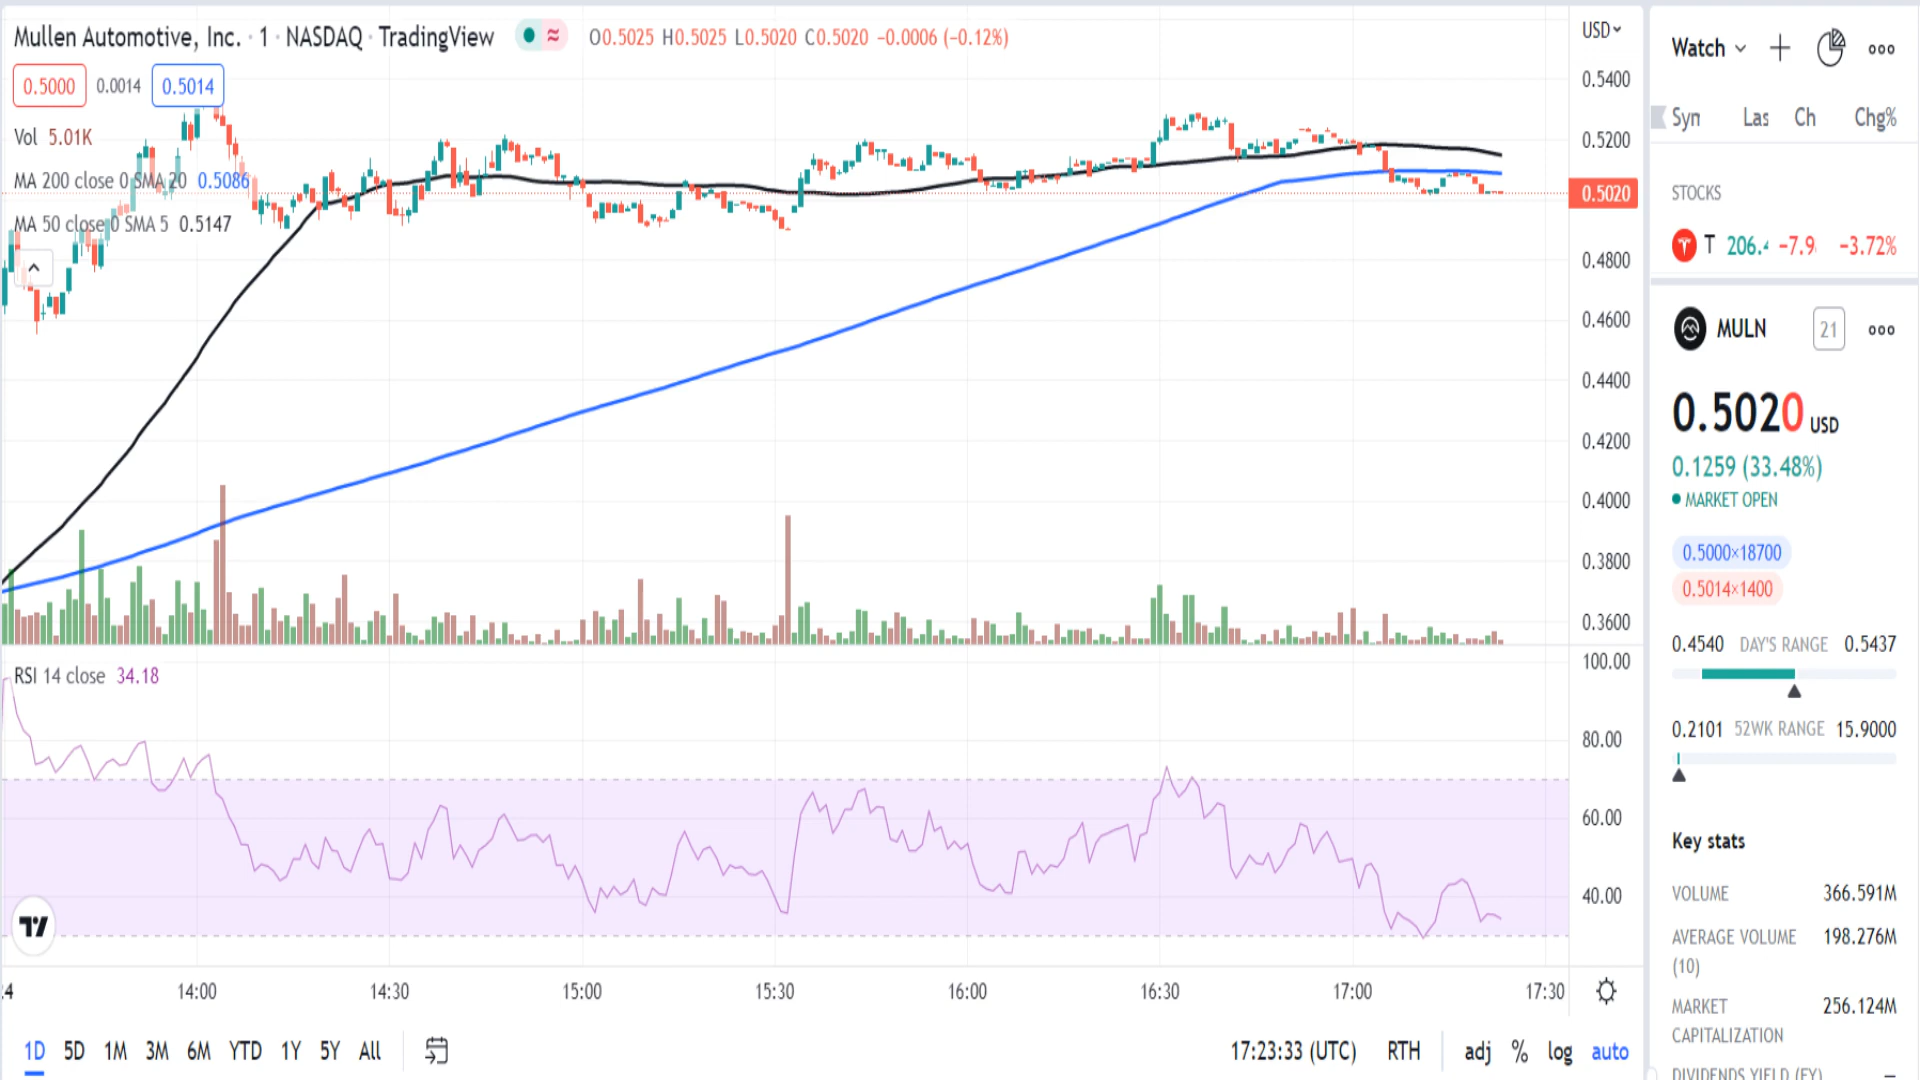 Mullen Automotive, Inc. · 1 · NASDAQ · TradingView
O0.5025 H0.5025 L0.5020 C0.5020 −0.0006 (−0.12%)
0.5000 0.0014 0.5014
Vol 5.01K
MA 200 close 0 SMA 20 0.5086
MA 50 close 0 SMA 5 0.5147
USD
0.5400
0.5200
0.5020
0.4800
0.4600
0.4400
0.4200
0.4000
0.3800
0.3600
RSI 14 close 34.18
100.00
80.00
60.00
40.00
14:00 14:30 15:00 15:30 16:00 16:30 17:00 17:30
1D 5D 1M 3M 6M YTD 1Y 5Y All
17:23:33 (UTC) RTH adj % log auto
Watch
Las Ch Chg%
STOCKS
T 206. −7.9 −3.72%
MULN 21
0.5020 USD
0.1259 (33.48%)
MARKET OPEN
0.5000×18700
0.5014×1400
0.4540 DAY'S RANGE 0.5437
0.2101 52WK RANGE 15.9000
Key stats
VOLUME 366.591M
AVERAGE VOLUME 198.276M
(10)
MARKET 256.124M
CAPITALIZATION
DIVIDENDS YIELD (FY) —